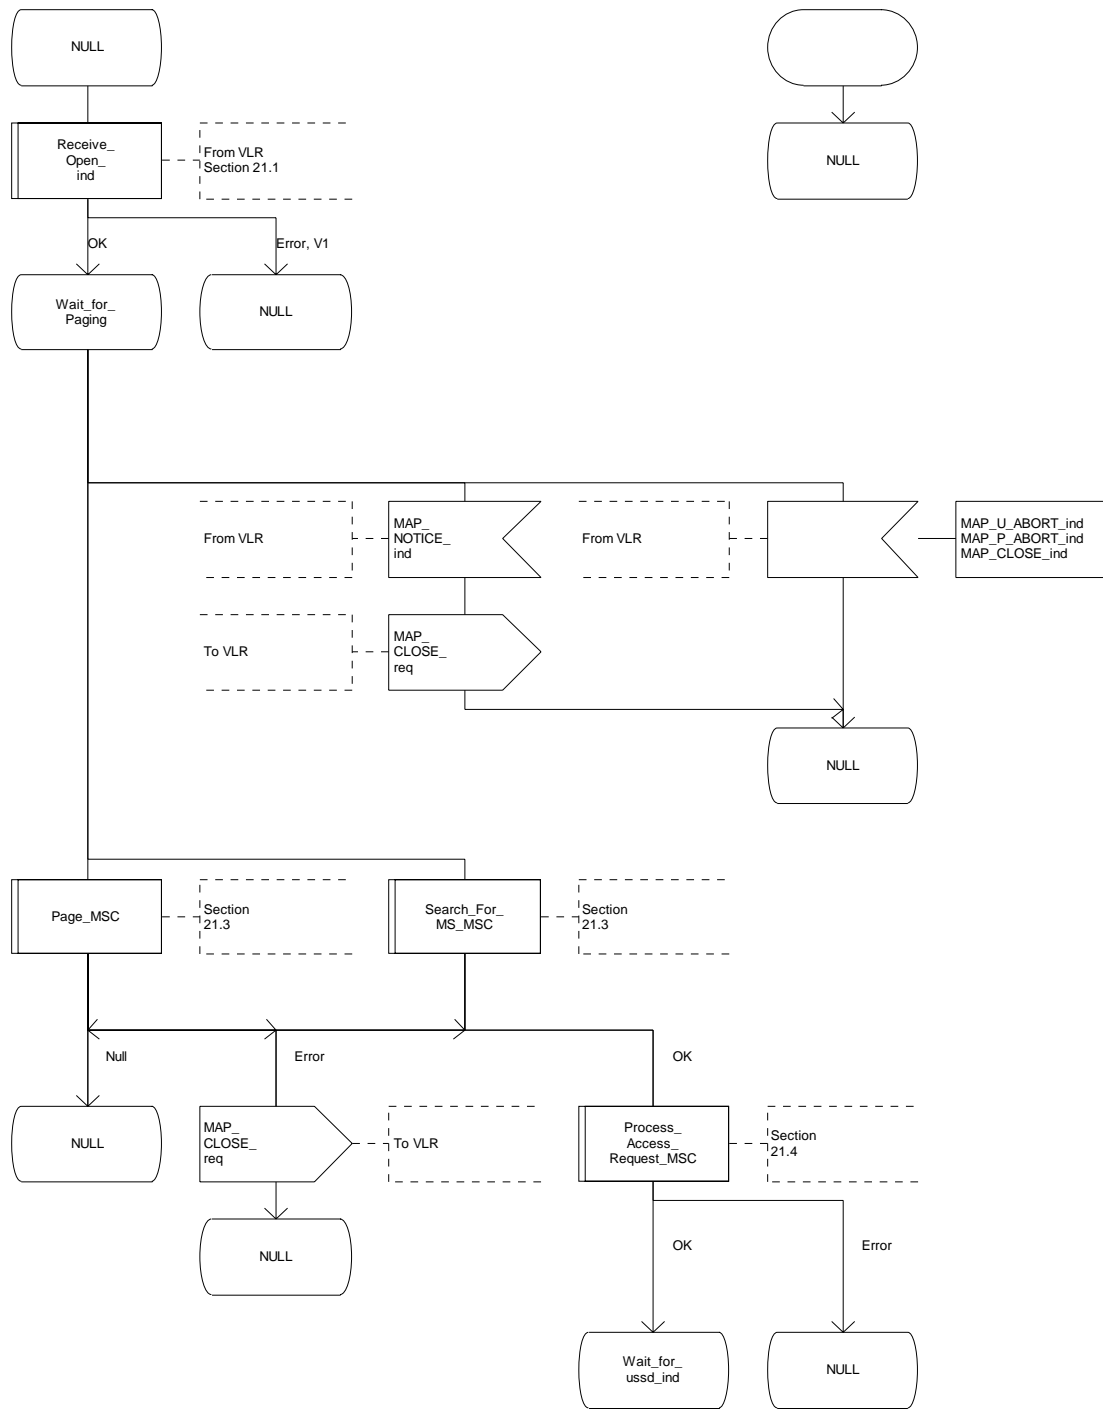 NULL
Receive_
Open_
ind
From VLR
Section 21.1
NULL
OK
Error, V1
Wait_for_
Paging
NULL
From VLR
MAP_
NOTICE_
ind
From VLR
MAP_U_ABORT_ind
MAP_P_ABORT_ind
MAP_CLOSE_ind
To VLR
MAP_
CLOSE_
req
NULL
Page_MSC
Section
21.3
Search_For_
MS_MSC
Section
21.3
Null
Error
OK
NULL
MAP_
CLOSE_
req
To VLR
Process_
Access_
Request_MSC
Section
21.4
NULL
OK
Error
Wait_for_
ussd_ind
NULL